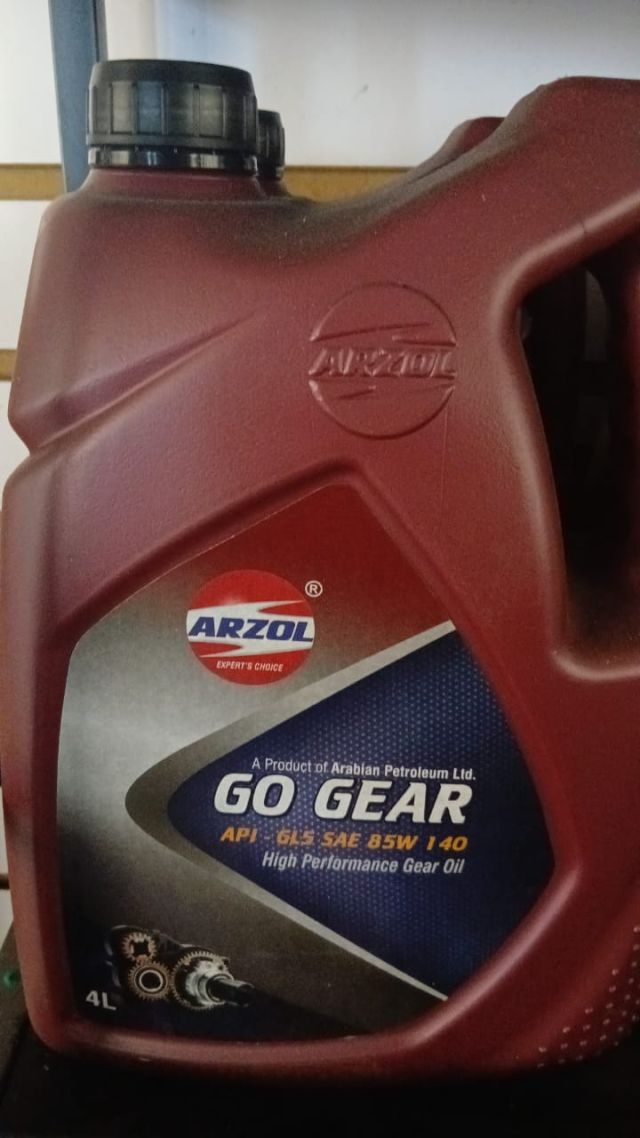 ARZOL
®
ARZOL
EXPERT'S CHOICE
A Product of Arabian Petroleum Ltd.
GO GEAR
API - GL5 SAE 85W 140
High Performance Gear Oil
4L